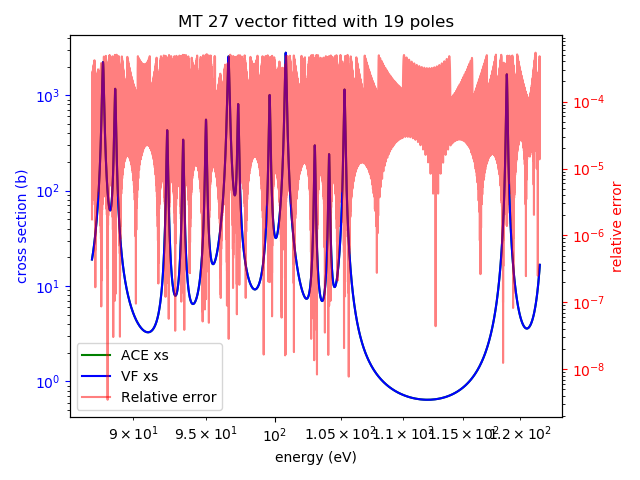 MT 27 vector fitted with 19 poles
cross section (b)
10³
10²
10¹
10⁰
10⁻⁴
10⁻⁵
10⁻⁶
10⁻⁷
10⁻⁸
relative error
ACE xs
VF xs
Relative error
9 × 10¹ 9.5 × 10¹ 10² 1.05 × 10² 1.1 × 10² 1.15 × 10² 1.2 × 10²
energy (eV)